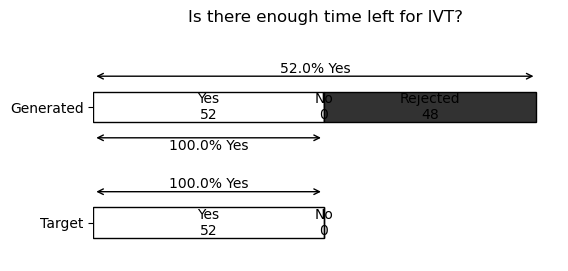 Is there enough time left for IVT?
52.0% Yes
Generated
Yes
52
No
0
Rejected
48
100.0% Yes
100.0% Yes
Target
Yes
52
No
0